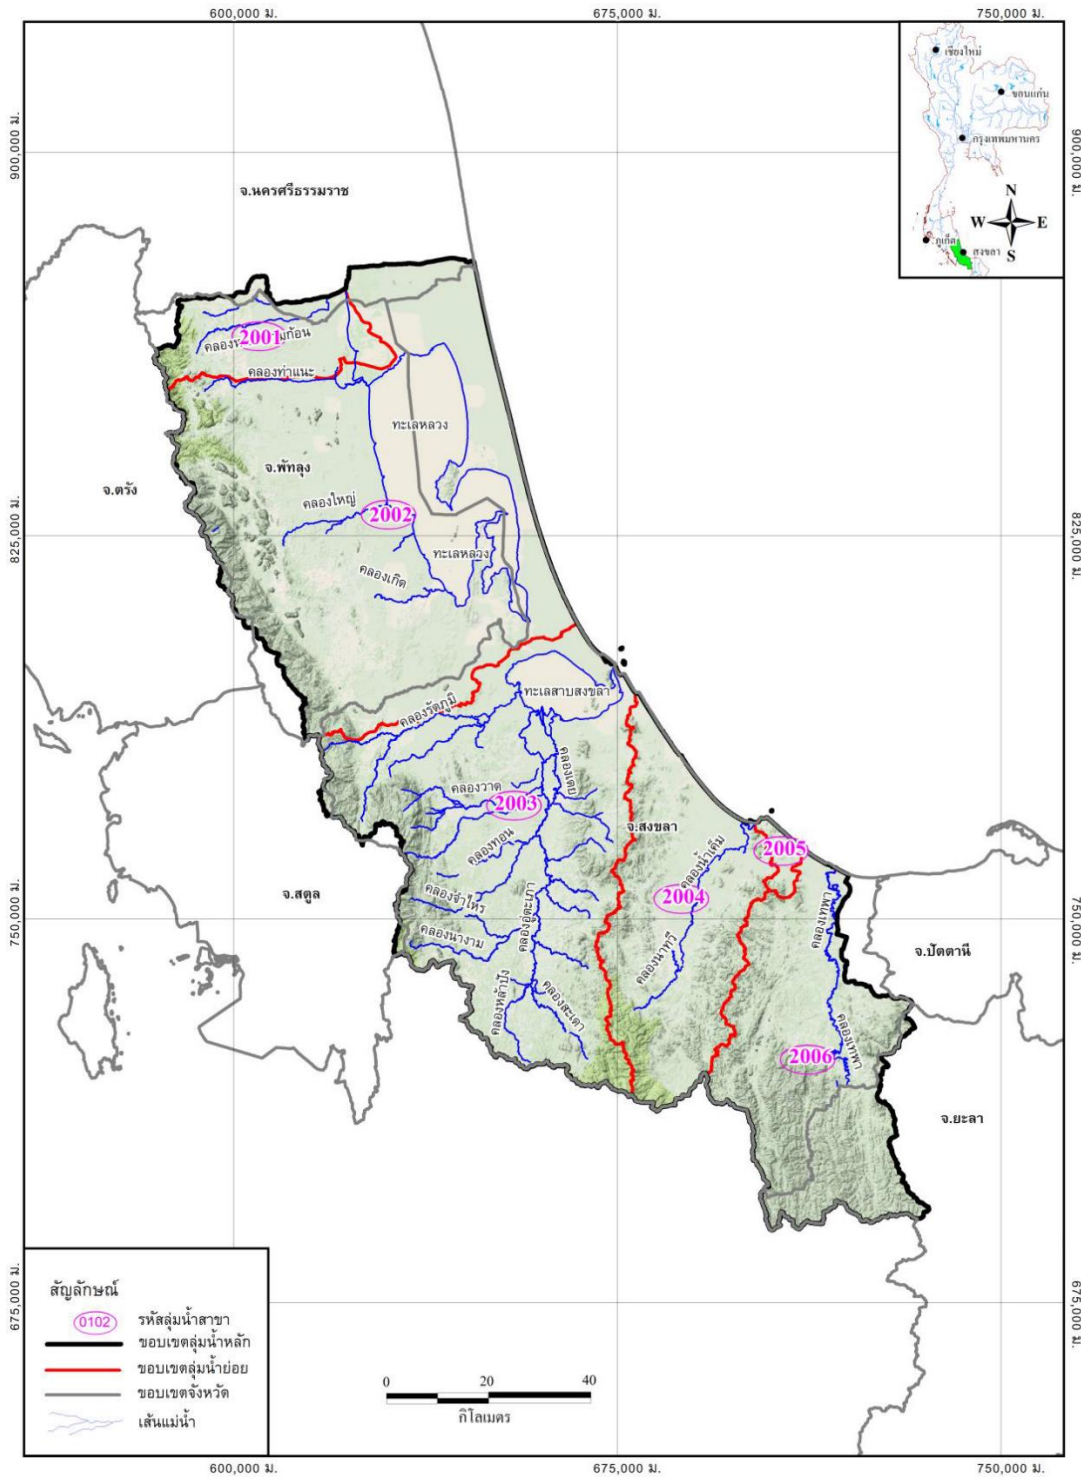 600,000 ม.
675,000 ม.
750,000 ม.
900,000 ม.
825,000 ม.
750,000 ม.
675,000 ม.
900,000 ม.
825,000 ม.
750,000 ม.
675,000 ม.
เชียงใหม่
ขอนแก่น
กรุงเทพมหานคร
N
W
E
S
ภูเก็ต
สงขลา
จ.นครศรีธรรมราช
2001
คลองท่าแนะ
ทะเลหลวง
จ.พัทลุง
จ.ตรัง
คลองใหญ่
2002
ทะเลหลวง
คลองเกิด
ทะเลสาบสงขลา
คลองรัตภูมิ
คลองเตย
คลองวาด
2003
จ.สงขลา
คลองทอน
คลองน้ำเค็ม
2005
จ.สตูล
คลองจำไหร
คลองอู่ตะเภา
2004
คลองเทพา
คลองนางาม
คลองนาทวี
จ.ปัตตานี
คลองหล้าปัง
คลองสะเดา
คลองเทพา
2006
จ.ยะลา
สัญลักษณ์
0102 รหัสลุ่มน้ำสาขา
ขอบเขตลุ่มน้ำหลัก
ขอบเขตลุ่มน้ำย่อย
ขอบเขตจังหวัด
เส้นแม่น้ำ
0 20 40
กิโลเมตร
600,000 ม.
675,000 ม.
750,000 ม.